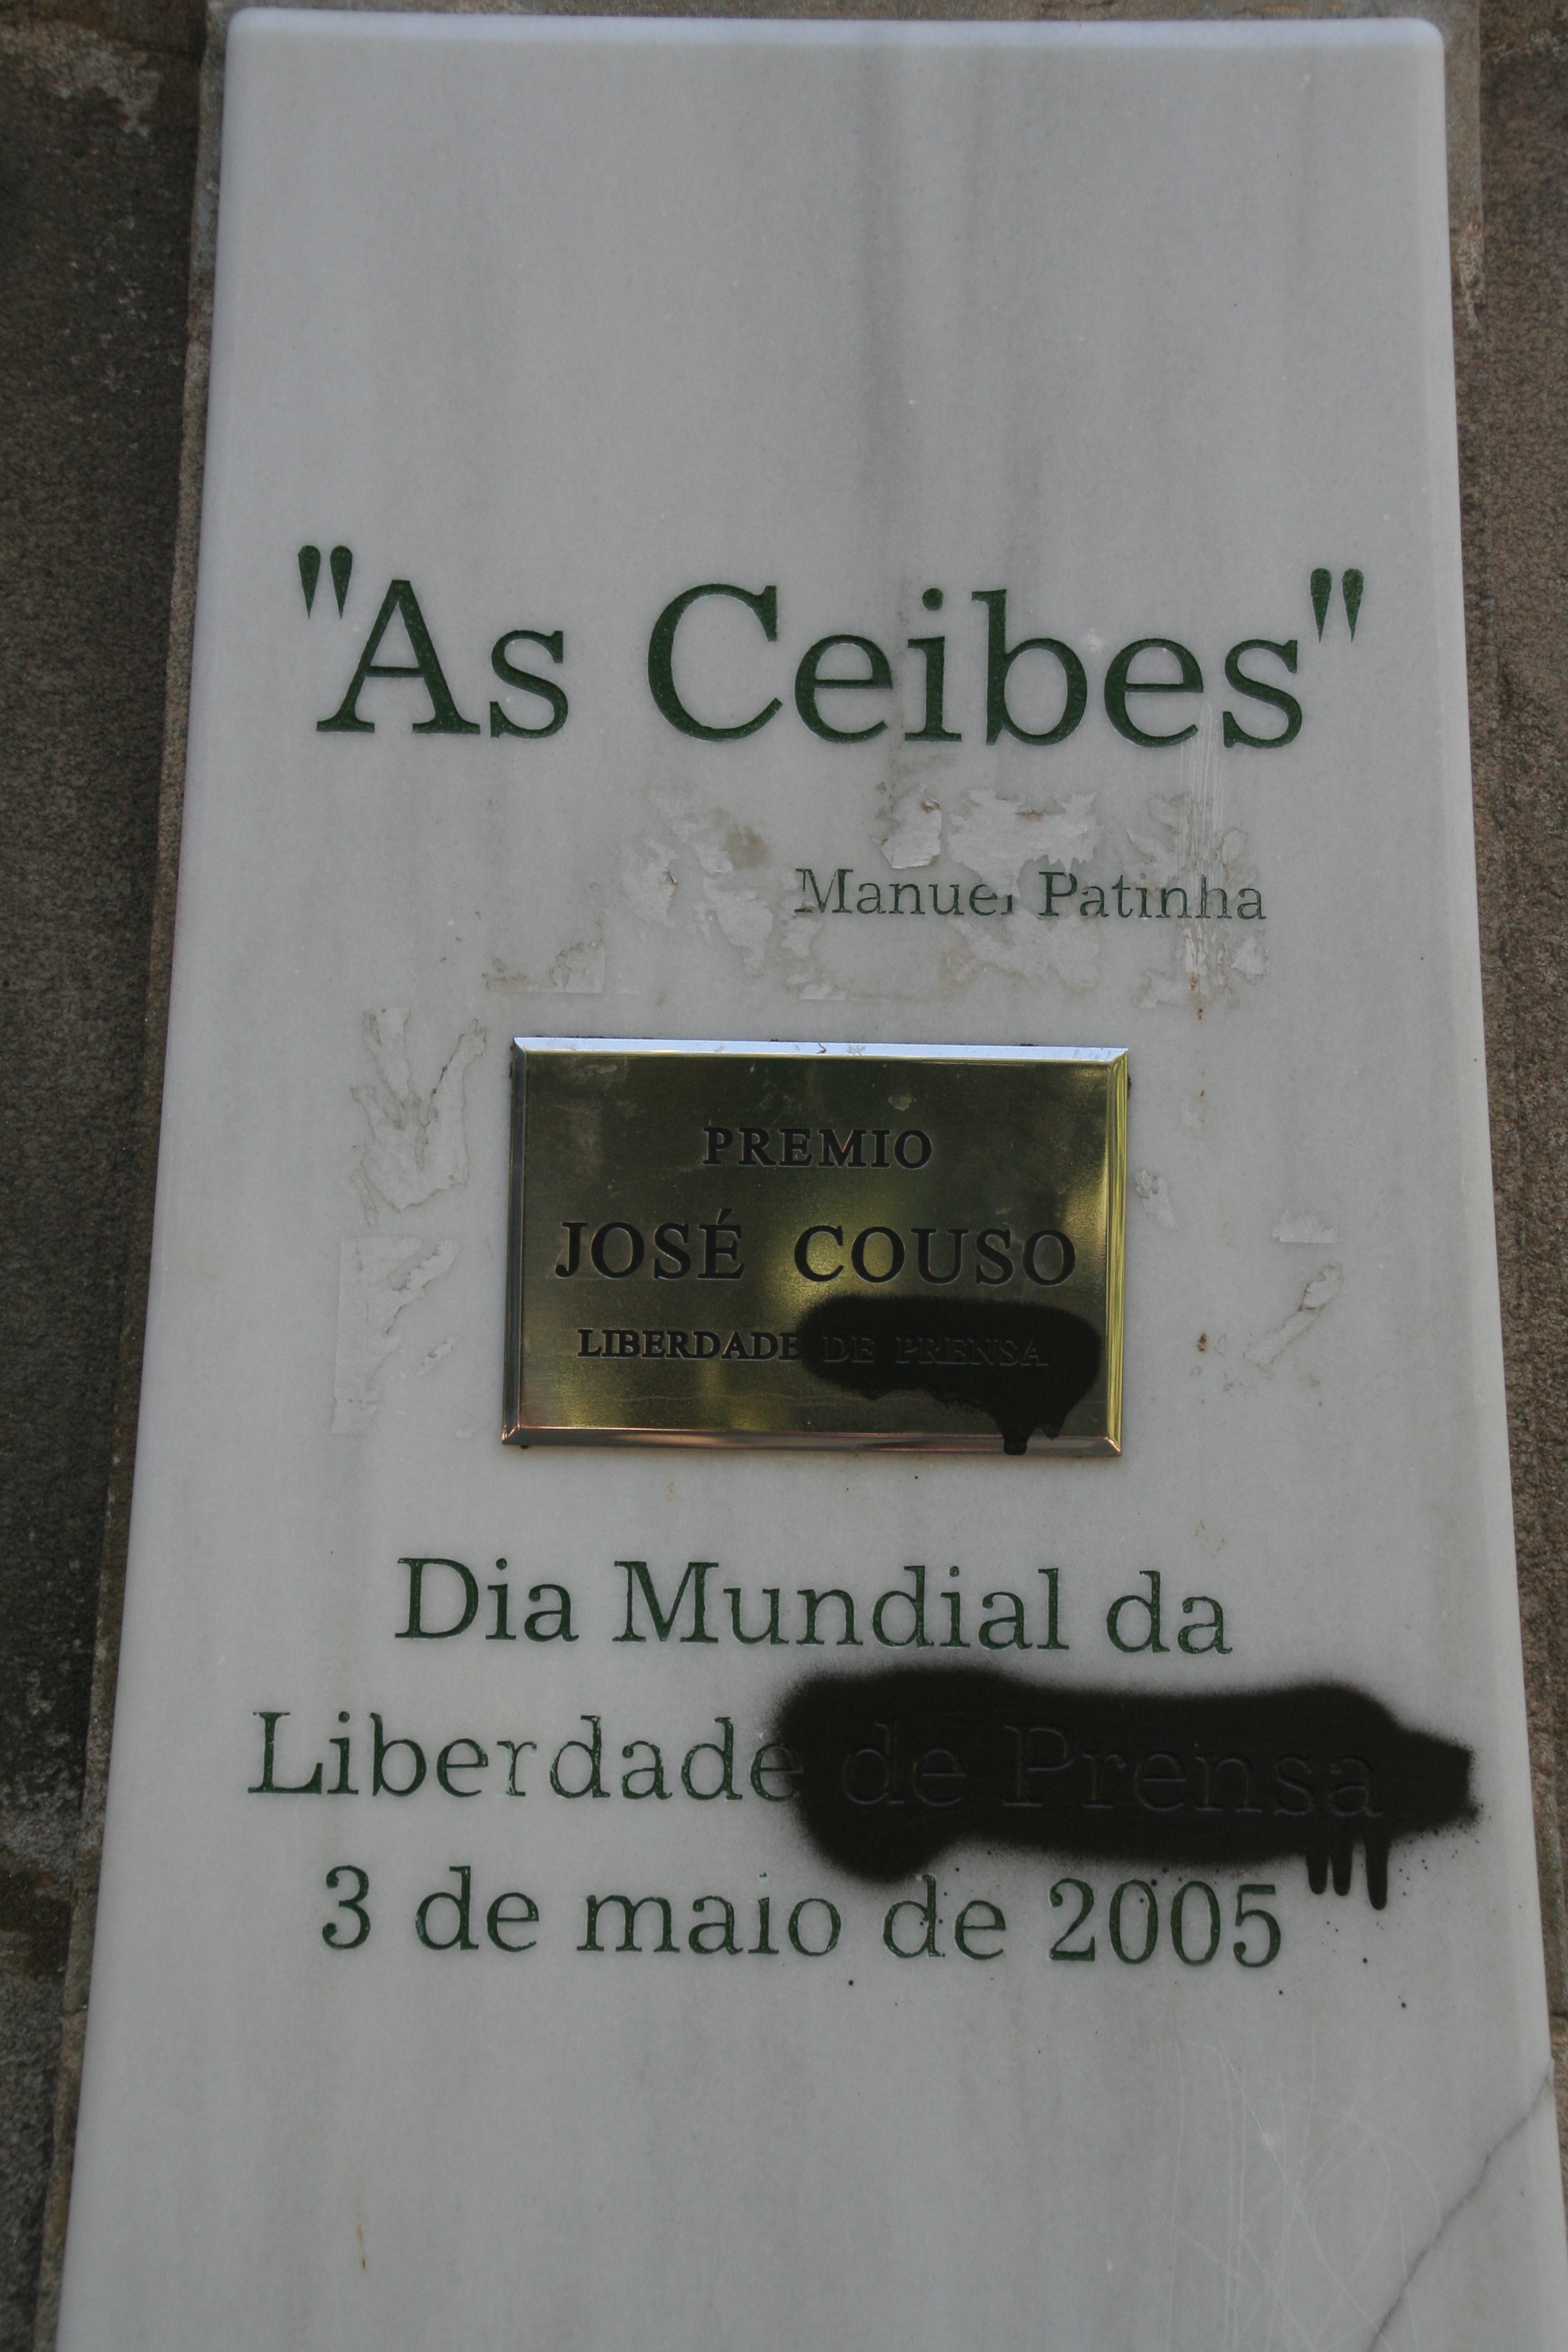 "As Ceibes"
Manuel Patinha
PREMIO
JOSÉ COUSO
LIBERDADE DE PRENSA
Dia Mundial da
Liberdade de Prensa
3 de maio de 2005